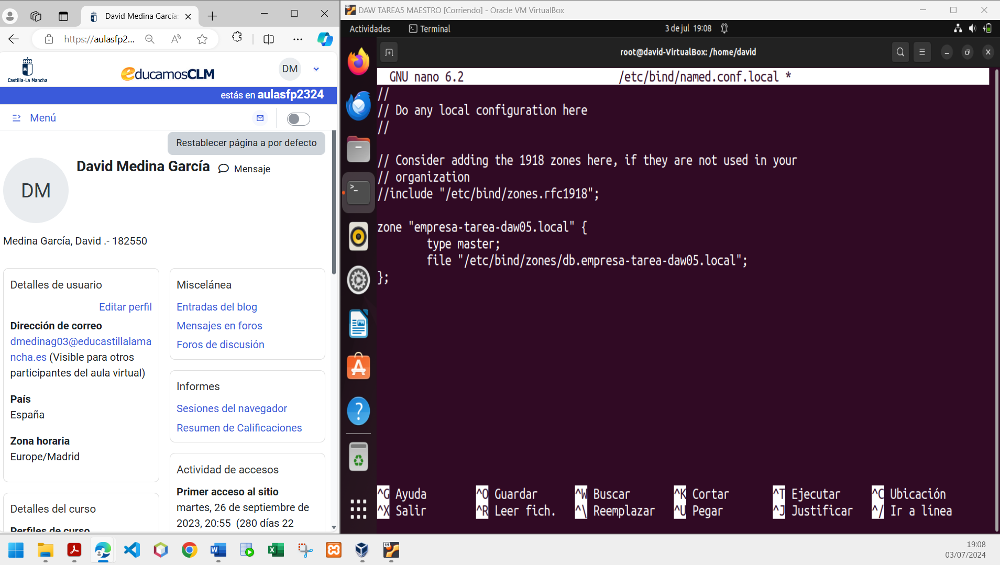 David Medina García:
https://aulasfp2...
Castilla-La Mancha
educamosCLM
DM
estás en aulasfp2324
Menú
Restablecer página a por defecto
DM
David Medina García
Mensaje
Medina García, David .- 182550
Detalles de usuario
Editar perfil
Dirección de correo
dmedinag03@educastillalama
ncha.es (Visible para otros
participantes del aula virtual)
País
España
Zona horaria
Europe/Madrid
Detalles del curso
Perfiles de curso
Miscelánea
Entradas del blog
Mensajes en foros
Foros de discusión
Informes
Sesiones del navegador
Resumen de Calificaciones
Actividad de accesos
Primer acceso al sitio
martes, 26 de septiembre de
2023, 20:55 (280 días 22
DAW TAREA5 MAESTRO [Corriendo] - Oracle VM VirtualBox
Actividades
Terminal
3 de jul 19:08
root@david-VirtualBox: /home/david
GNU nano 6.2 /etc/bind/named.conf.local *
//
// Do any local configuration here
//
// Consider adding the 1918 zones here, if they are not used in your
// organization
//include "/etc/bind/zones.rfc1918";
zone "empresa-tarea-daw05.local" {
type master;
file "/etc/bind/zones/db.empresa-tarea-daw05.local";
};
^G Ayuda ^O Guardar ^W Buscar ^K Cortar ^T Ejecutar ^C Ubicación
^X Salir ^R Leer fich. ^\ Reemplazar ^U Pegar ^J Justificar ^/ Ir a línea
64
19:08
03/07/2024